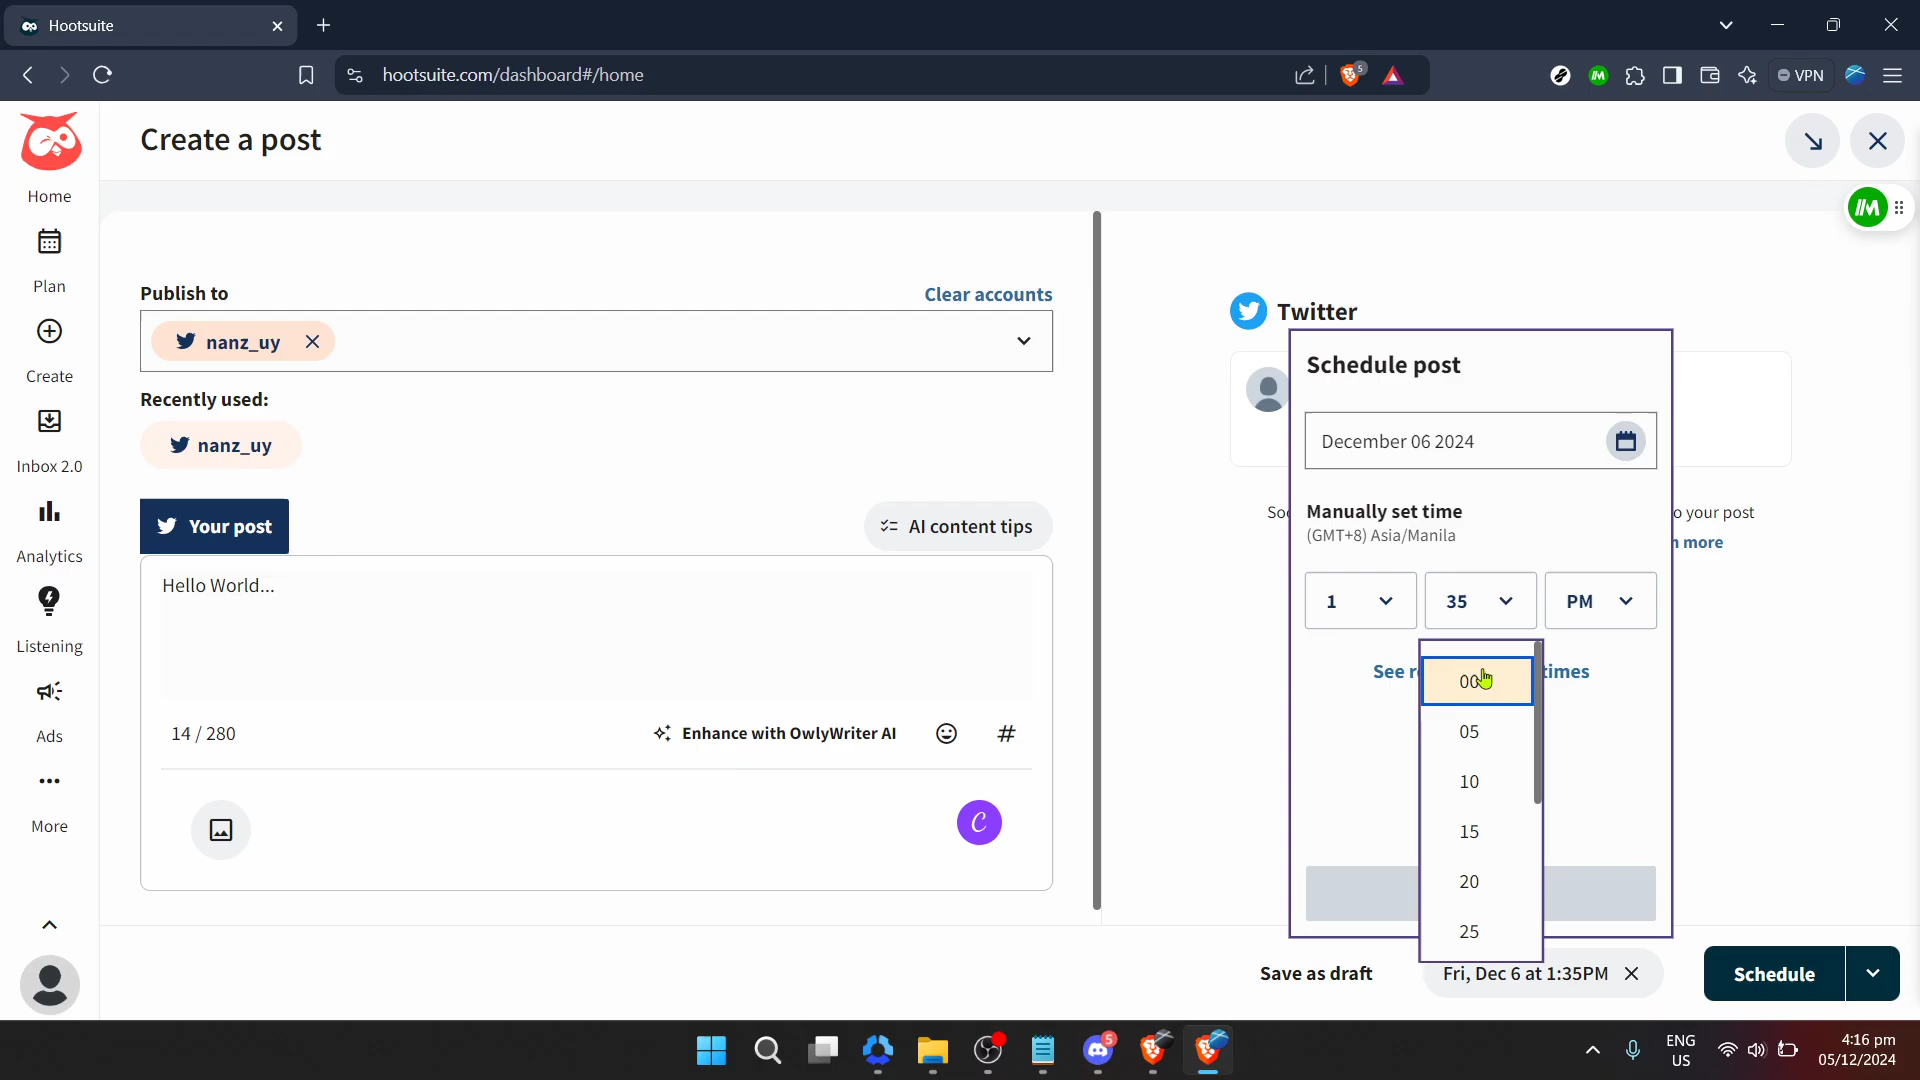 Hootsuite
hootsuite.com/dashboard#/home
5
VPN
Create a post
Home
Plan
Create
Inbox 2.0
Analytics
Listening
Ads
More
Publish to
Clear accounts
nanz_uy
Recently used:
nanz_uy
Your post
AI content tips
Hello World...
14 / 280
Enhance with OwlyWriter AI
#
Twitter
Schedule post
December 06 2024
Manually set time
(GMT+8) Asia/Manila
o your post
more
1
35
PM
See
times
00
05
10
15
20
25
Save as draft
Fri, Dec 6 at 1:35PM
Schedule
5
ENG
US
4:16 pm
05/12/2024